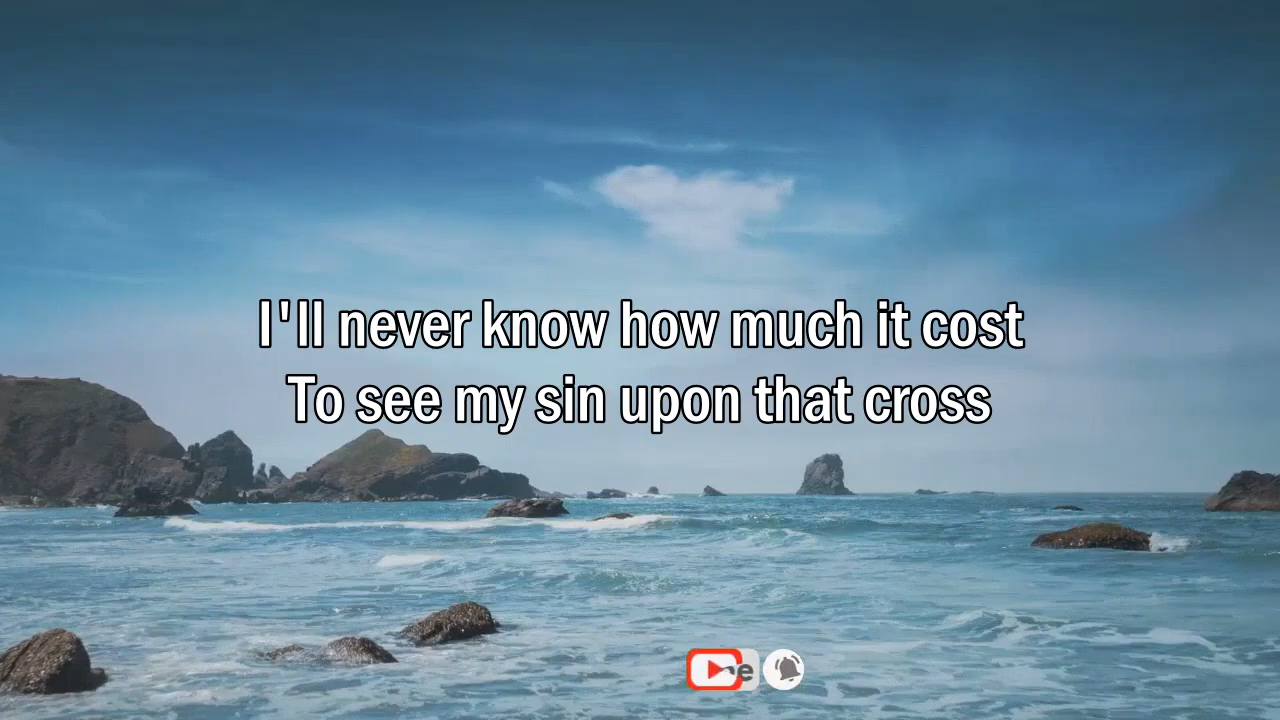 I'll never know how much it cost
To see my sin upon that cross